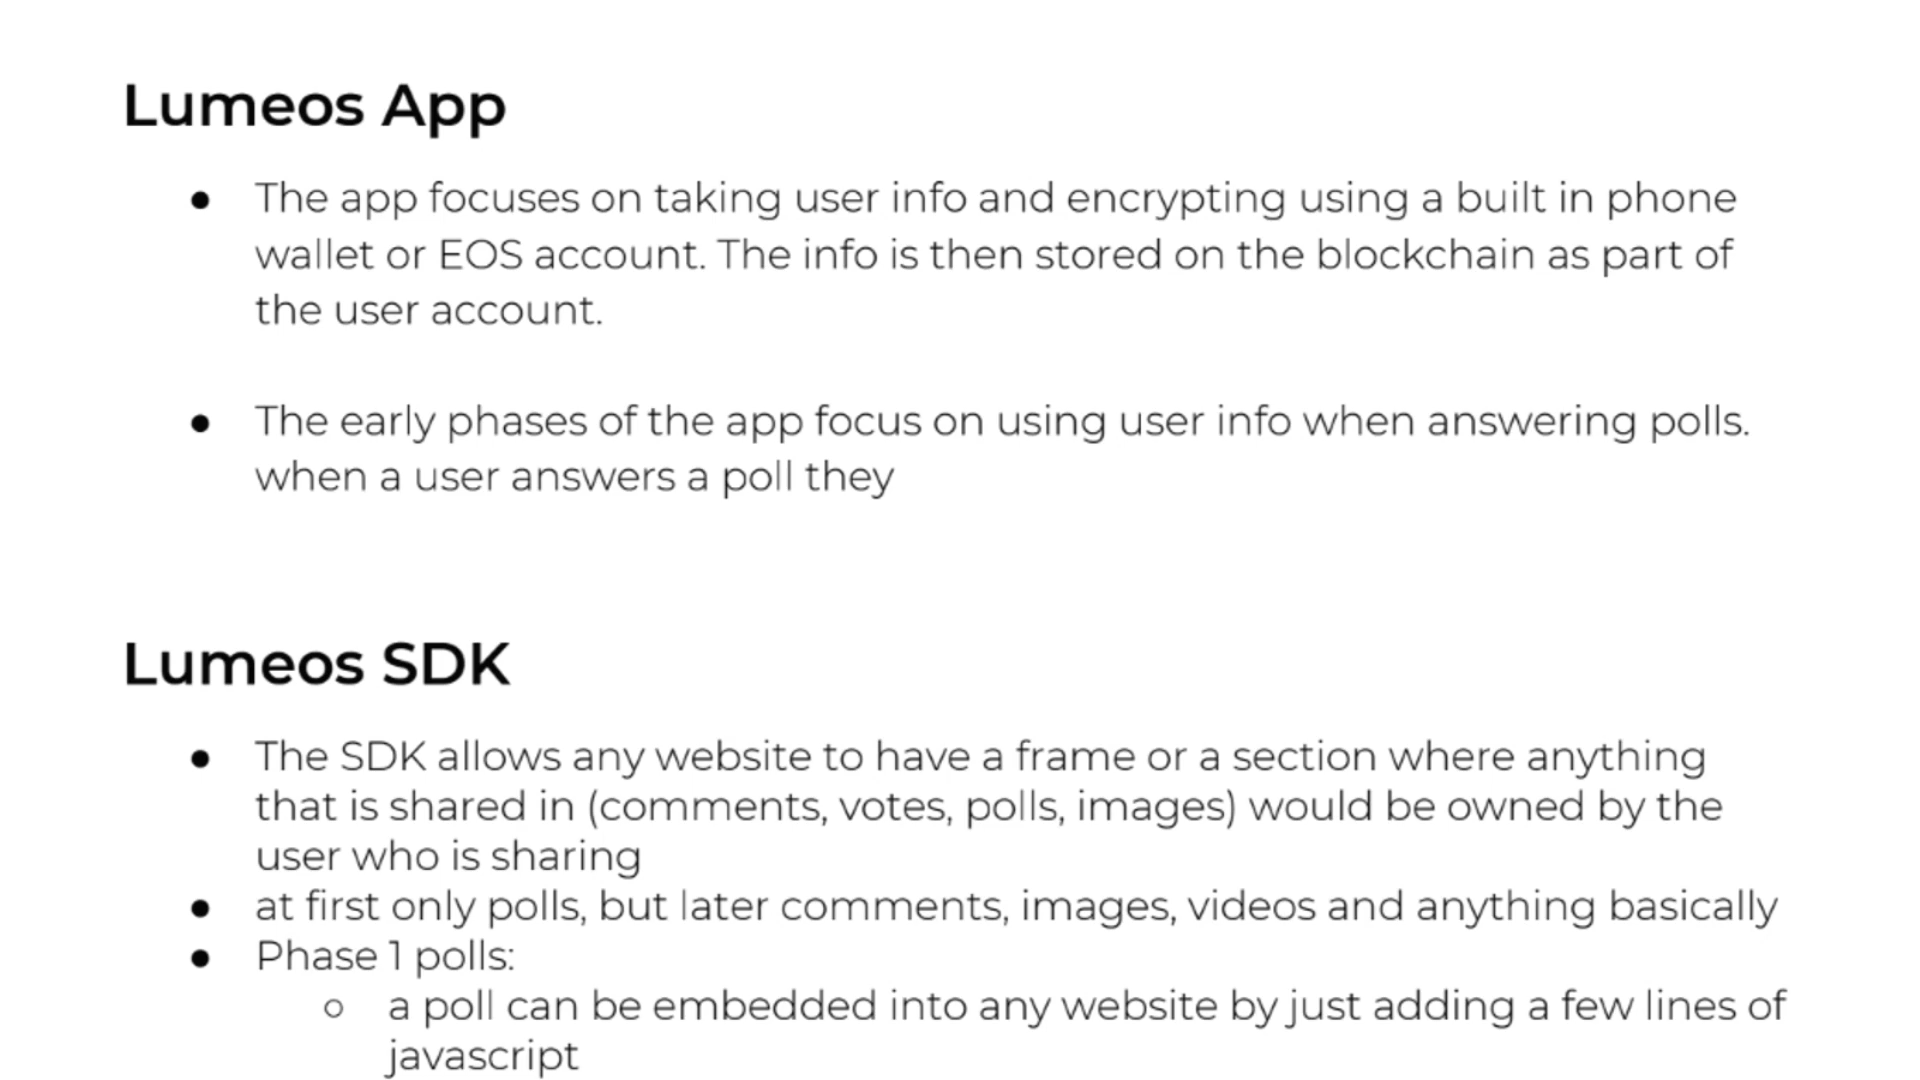 Lumeos App
● The app focuses on taking user info and encrypting using a built in phone
wallet or EOS account. The info is then stored on the blockchain as part of
the user account.
● The early phases of the app focus on using user info when answering polls.
when a user answers a poll they
Lumeos SDK
● The SDK allows any website to have a frame or a section where anything
that is shared in (comments, votes, polls, images) would be owned by the
user who is sharing
● at first only polls, but later comments, images, videos and anything basically
● Phase 1 polls:
○ a poll can be embedded into any website by just adding a few lines of
javascript